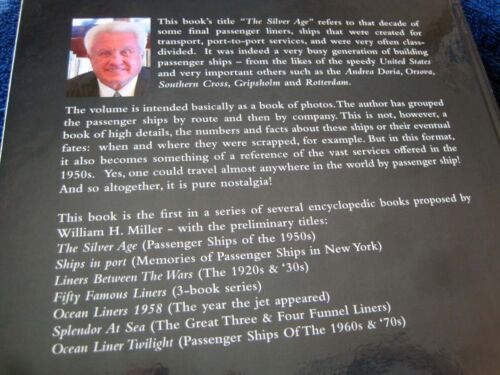 This book's title "The Silver Age" refers to that decade of
some final passenger liners, ships that were created for
transport, port-to-port services, and were very often class-
divided. It was indeed a very busy generation of building
passenger ships – from the likes of the speedy United States
and very important others such as the Andrea Doria, Orsova,
Southern Cross, Gripsholm and Rotterdam.
The volume is intended basically as a book of photos. The author has grouped
the passenger ships by route and then by company. This is not, however, a
book of high details, the numbers and facts about these ships or their eventual
fates: when and where they were scrapped, for example. But in this format,
it also becomes something of a reference of the vast services offered in the
1950s. Yes, one could travel almost anywhere in the world by passenger ship!
And so altogether, it is pure nostalgia!
This book is the first in a series of several encyclopedic books proposed by
William H. Miller - with the preliminary titles:
The Silver Age (Passenger Ships of the 1950s)
Ships in port (Memories of Passenger Ships in New York)
Liners Between The Wars (The 1920s & '30s)
Fifty Famous Liners (3-book series)
Ocean Liners 1958 (The year the jet appeared)
Splendor At Sea (The Great Three & Four Funnel Liners)
Ocean Liner Twilight (Passenger Ships Of The 1960s & '70s)